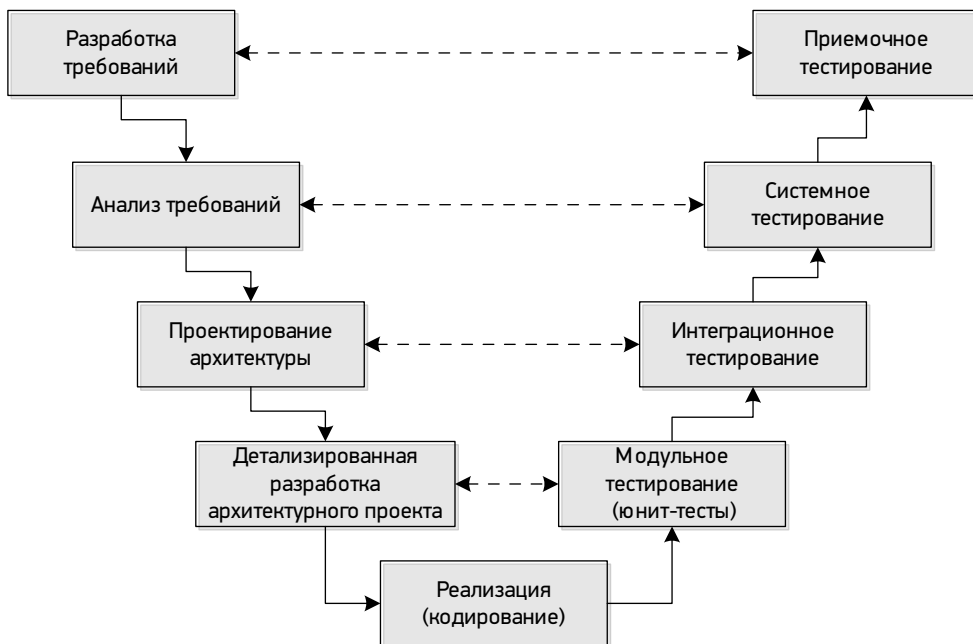 Разработка
требований
Приемочное
тестирование
Анализ требований
Системное
тестирование
Проектирование
архитектуры
Интеграционное
тестирование
Детализированная
разработка
архитектурного проекта
Модульное
тестирование
(юнит-тесты)
Реализация
(кодирование)